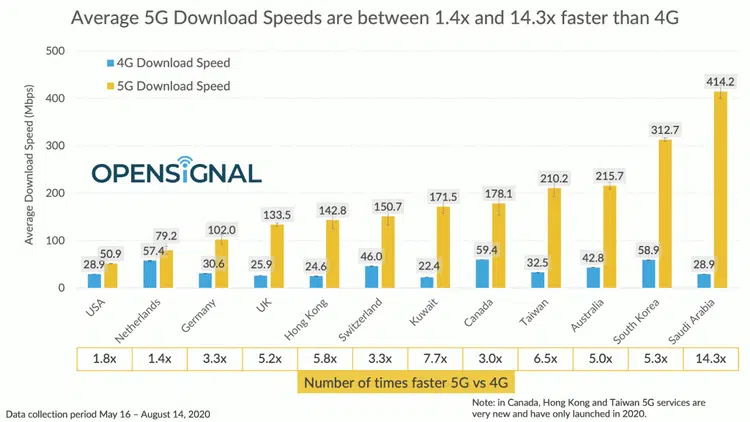 Average 5G Download Speeds are between 1.4x and 14.3x faster than 4G
Average Download Speed (Mbps)
500
400
300
200
100
0
4G Download Speed
5G Download Speed
OPENSIGNAL
28.9 50.9
57.4 79.2
30.6 102.0
25.9 133.5
24.6 142.8
46.0 150.7
22.4 171.5
59.4 178.1
32.5 210.2
42.8 215.7
58.9 312.7
28.9 414.2
USA
Netherlands
Germany
UK
Hong Kong
Switzerland
Kuwait
Canada
Taiwan
Australia
South Korea
Saudi Arabia
1.8x 1.4x 3.3x 5.2x 5.8x 3.3x 7.7x 3.0x 6.5x 5.0x 5.3x 14.3x
Number of times faster 5G vs 4G
Data collection period May 16 – August 14, 2020
Note: in Canada, Hong Kong and Taiwan 5G services are
very new and have only launched in 2020.